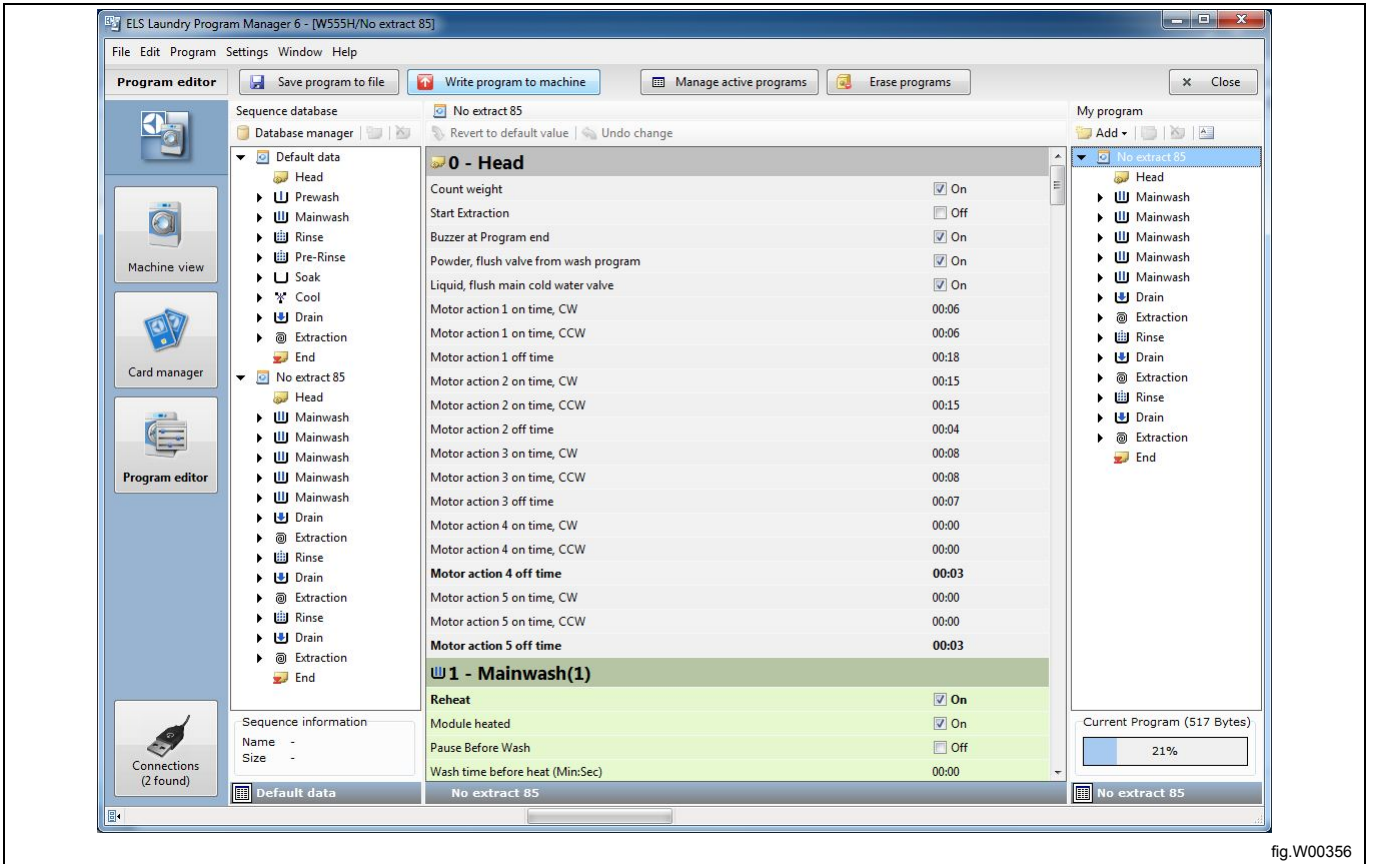 ELS Laundry Program Manager 6 - [W555H/No extract 85]
File Edit Program Settings Window Help
Program editor
Save program to file
Write program to machine
Manage active programs
Erase programs
Close
Machine view
Card manager
Program editor
Connections
(2 found)
Sequence database
Database manager
Default data
Head
Prewash
Mainwash
Rinse
Pre-Rinse
Soak
Cool
Drain
Extraction
End
No extract 85
Head
Mainwash
Mainwash
Mainwash
Mainwash
Mainwash
Drain
Extraction
Rinse
Drain
Extraction
Rinse
Drain
Extraction
End
Sequence information
Name -
Size -
Default data
No extract 85
Revert to default value Undo change
0 - Head
Count weight On
Start Extraction Off
Buzzer at Program end On
Powder, flush valve from wash program On
Liquid, flush main cold water valve On
Motor action 1 on time, CW 00:06
Motor action 1 on time, CCW 00:06
Motor action 1 off time 00:18
Motor action 2 on time, CW 00:15
Motor action 2 on time, CCW 00:15
Motor action 2 off time 00:04
Motor action 3 on time, CW 00:08
Motor action 3 on time, CCW 00:08
Motor action 3 off time 00:07
Motor action 4 on time, CW 00:00
Motor action 4 on time, CCW 00:00
Motor action 4 off time 00:03
Motor action 5 on time, CW 00:00
Motor action 5 on time, CCW 00:00
Motor action 5 off time 00:03
1 - Mainwash(1)
Reheat On
Module heated On
Pause Before Wash Off
Wash time before heat (Min:Sec) 00:00
No extract 85
My program
Add
No extract 85
Head
Mainwash
Mainwash
Mainwash
Mainwash
Mainwash
Drain
Extraction
Rinse
Drain
Extraction
Rinse
Drain
Extraction
End
Current Program (517 Bytes)
21%
No extract 85
fig.W00356